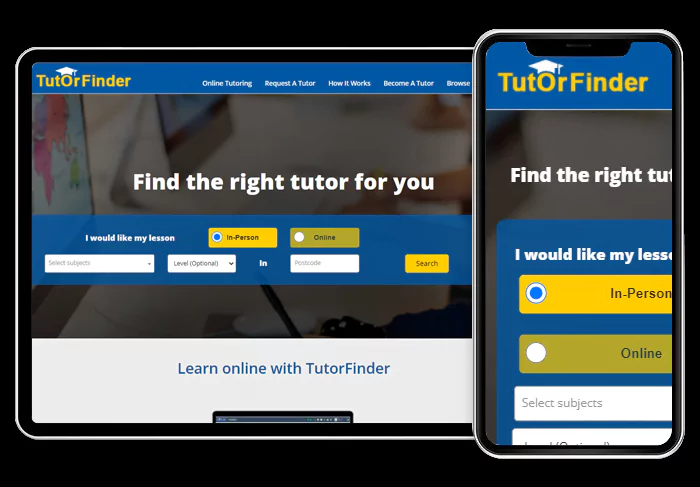 TutorFinder
Online Tutoring Request A Tutor How It Works Become A Tutor Browse
Find the right tutor for you
I would like my lesson In-Person Online
Select subjects Level (Optional) In Postcode Search
Learn online with TutorFinder
TutorFinder
Find the right tut
I would like my lesso
In-Person
Online
Select subjects
Level (Optional)